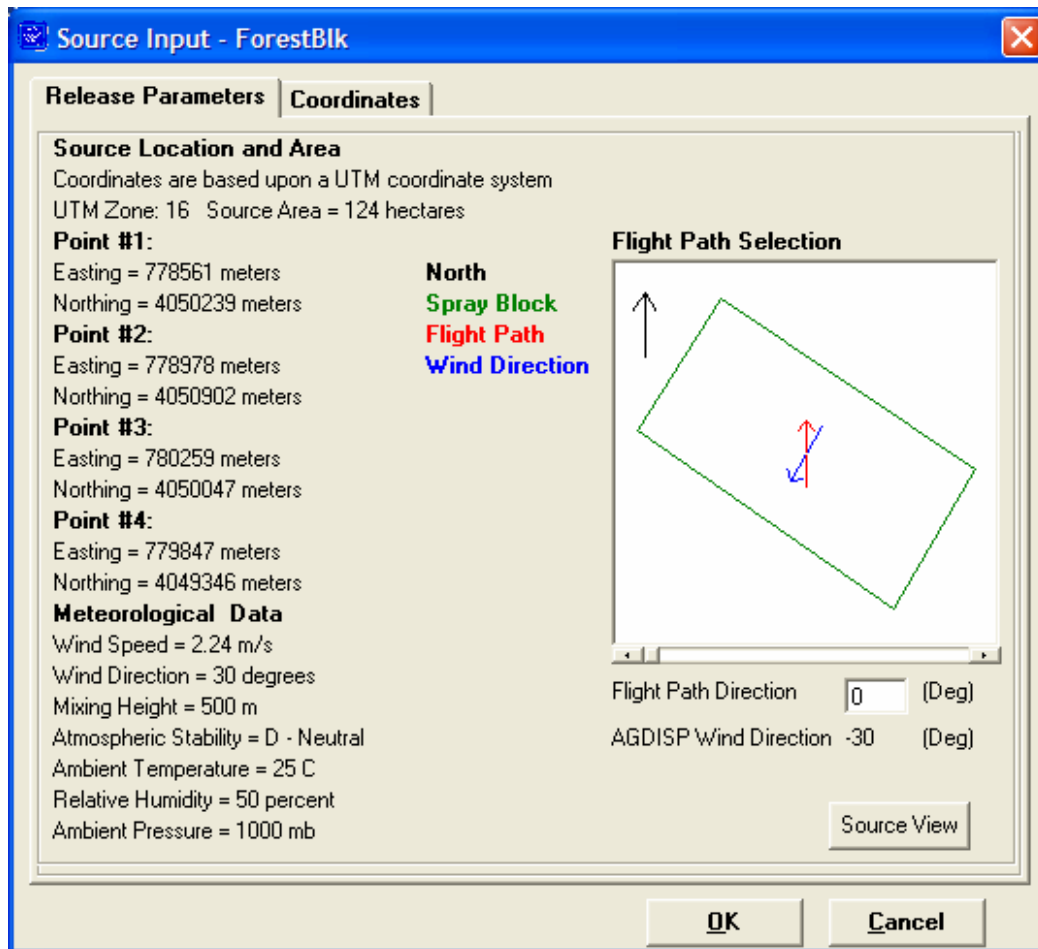 Source Input - ForestBlk
Release Parameters
Coordinates
Source Location and Area
Coordinates are based upon a UTM coordinate system
UTM Zone: 16   Source Area = 124 hectares
Point #1:
Easting = 778561 meters
Northing = 4050239 meters
Point #2:
Easting = 778978 meters
Northing = 4050902 meters
Point #3:
Easting = 780259 meters
Northing = 4050047 meters
Point #4:
Easting = 779847 meters
Northing = 4049346 meters
Meteorological Data
Wind Speed = 2.24 m/s
Wind Direction = 30 degrees
Mixing Height = 500 m
Atmospheric Stability = D - Neutral
Ambient Temperature = 25 C
Relative Humidity = 50 percent
Ambient Pressure = 1000 mb
North
Spray Block
Flight Path
Wind Direction
Flight Path Selection
Flight Path Direction 0 (Deg)
AGDISP Wind Direction -30 (Deg)
Source View
OK
Cancel